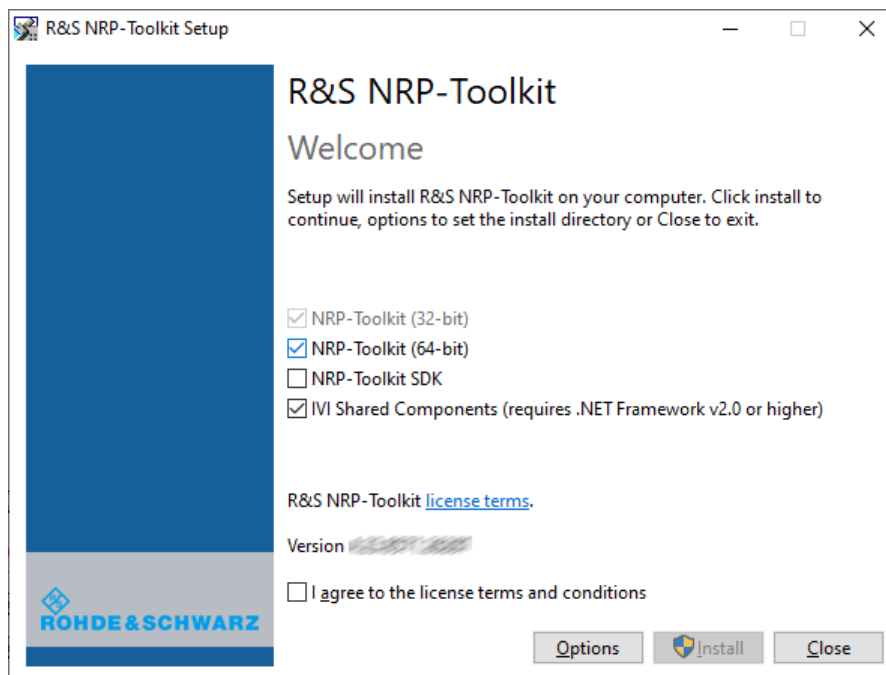 R&S NRP-Toolkit Setup
R&S NRP-Toolkit
Welcome
Setup will install R&S NRP-Toolkit on your computer. Click install to
continue, options to set the install directory or Close to exit.
NRP-Toolkit (32-bit)
NRP-Toolkit (64-bit)
NRP-Toolkit SDK
IVI Shared Components (requires .NET Framework v2.0 or higher)
R&S NRP-Toolkit license terms.
Version
I agree to the license terms and conditions
ROHDE&SCHWARZ
Options Install Close